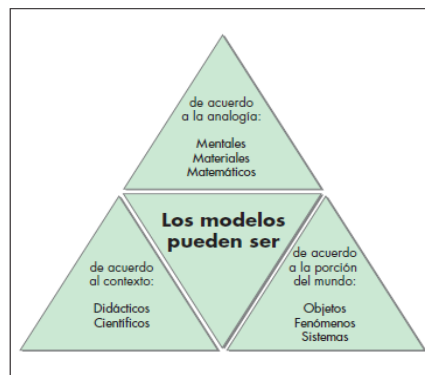 de acuerdo
a la analogía:
Mentales
Materiales
Matemáticos
Los modelos
pueden ser
de acuerdo
al contexto:
Didácticos
Científicos
de acuerdo
a la porción
del mundo:
Objetos
Fenómenos
Sistemas